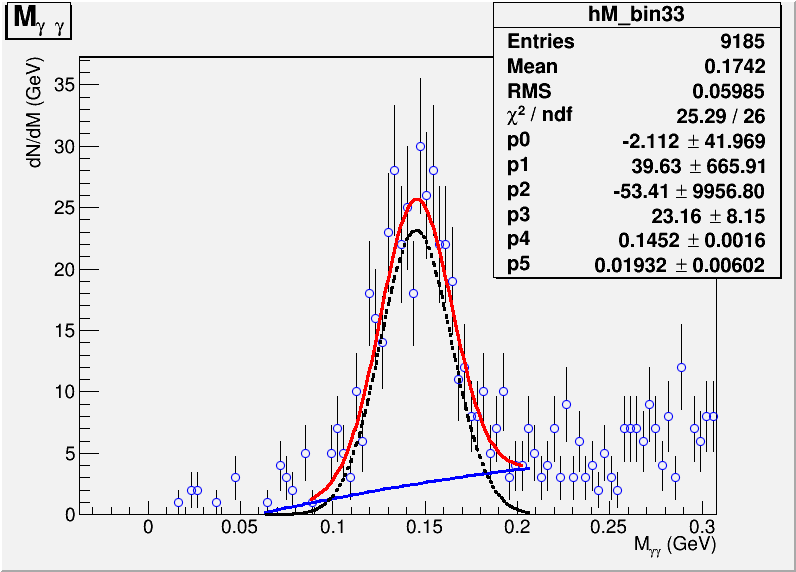 M γ γ
hM_bin33
Entries 9185
Mean 0.1742
RMS 0.05985
χ² / ndf 25.29 / 26
p0 -2.112 ± 41.969
p1 39.63 ± 665.91
p2 -53.41 ± 9956.80
p3 23.16 ± 8.15
p4 0.1452 ± 0.0016
p5 0.01932 ± 0.00602
dN/dM (GeV)
35
30
25
20
15
10
5
0
0 0.05 0.1 0.15 0.2 0.25 0.3
Mγγ (GeV)